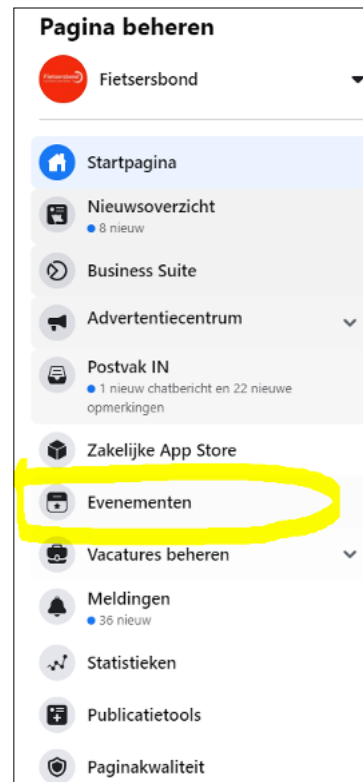 Pagina beheren
Fietsersbond
Fietsersbond
Startpagina
Nieuwsoverzicht
8 nieuw
Business Suite
Advertentiecentrum
Postvak IN
1 nieuw chatbericht en 22 nieuwe
opmerkingen
Zakelijke App Store
Evenementen
Vacatures beheren
Meldingen
36 nieuw
Statistieken
Publicatietools
Paginakwaliteit